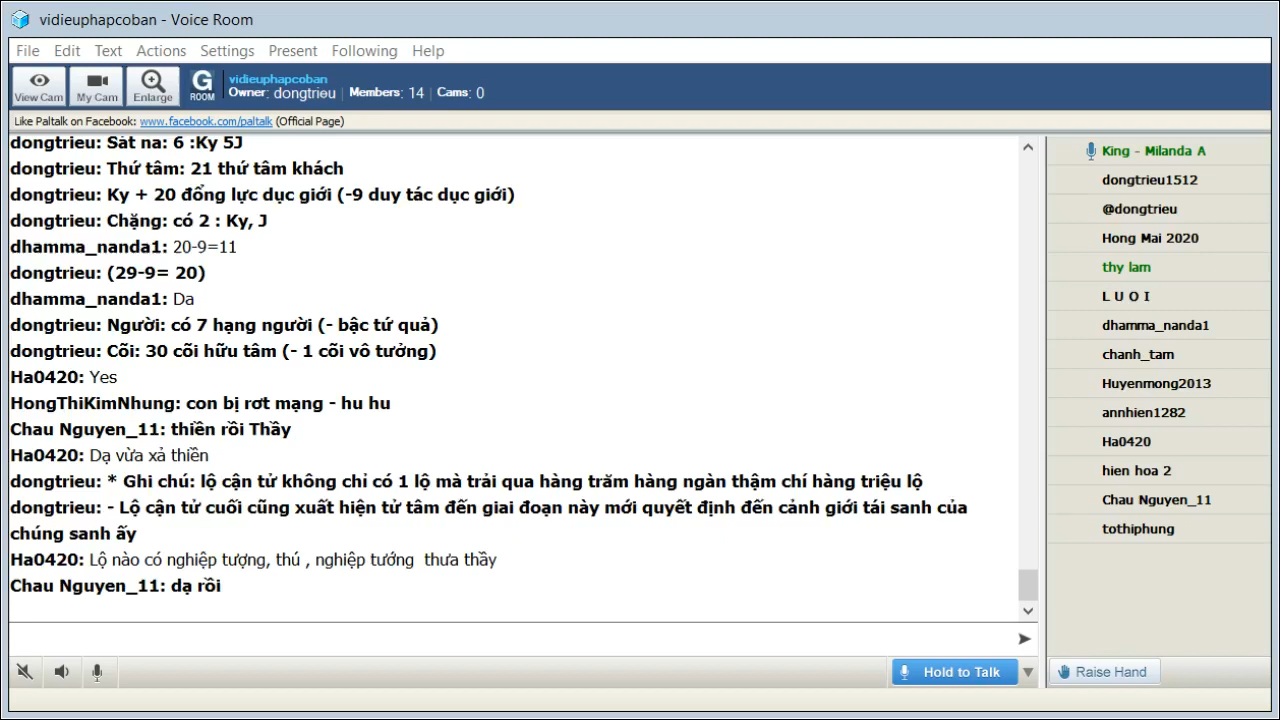 vidieuphapcoban - Voice Room
File Edit Text Actions Settings Present Following Help
View Cam My Cam Enlarge G ROOM
vidieuphapcoban
Owner: dongtrieu | Members: 14 | Cams: 0
Like Paltalk on Facebook: www.facebook.com/paltalk (Official Page)
dongtrieu: Sát na: 6 :Ky 5J
dongtrieu: Thứ tâm: 21 thứ tâm khách
dongtrieu: Ky + 20 đổng lực dục giới (-9 duy tác dục giới)
dongtrieu: Chặng: có 2 : Ky, J
dhamma_nanda1: 20-9=11
dongtrieu: (29-9= 20)
dhamma_nanda1: Da
dongtrieu: Người: có 7 hạng người (- bậc tứ quả)
dongtrieu: Cõi: 30 cõi hữu tâm (- 1 cõi vô tưởng)
Ha0420: Yes
HongThiKimNhung: con bị rơt mạng - hu hu
Chau Nguyen_11: thiền rồi Thầy
Ha0420: Dạ vừa xả thiền
dongtrieu: * Ghi chú: lộ cận tử không chỉ có 1 lộ mà trải qua hàng trăm hàng ngàn thậm chí hàng triệu lộ
dongtrieu: - Lộ cận tử cuối cũng xuất hiện tử tâm đến giai đoạn này mới quyết định đến cảnh giới tái sanh của
chúng sanh ấy
Ha0420: Lộ nào có nghiệp tượng, thú , nghiệp tướng  thưa thầy
Chau Nguyen_11: dạ rồi
King - Milanda A
dongtrieu1512
@dongtrieu
Hong Mai 2020
thy lam
L U O I
dhamma_nanda1
chanh_tam
Huyenmong2013
annhien1282
Ha0420
hien hoa 2
Chau Nguyen_11
tothiphung
Hold to Talk
Raise Hand